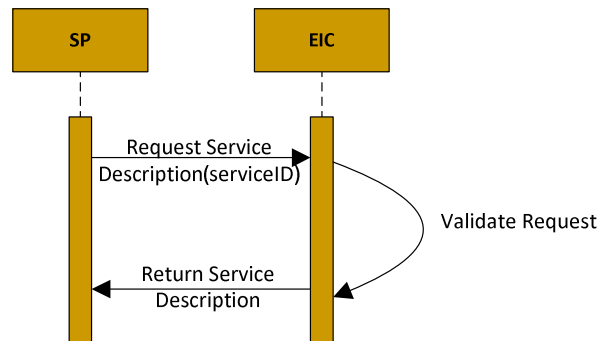 SP
EIC
Request Service
Description(serviceID)
Validate Request
Return Service
Description